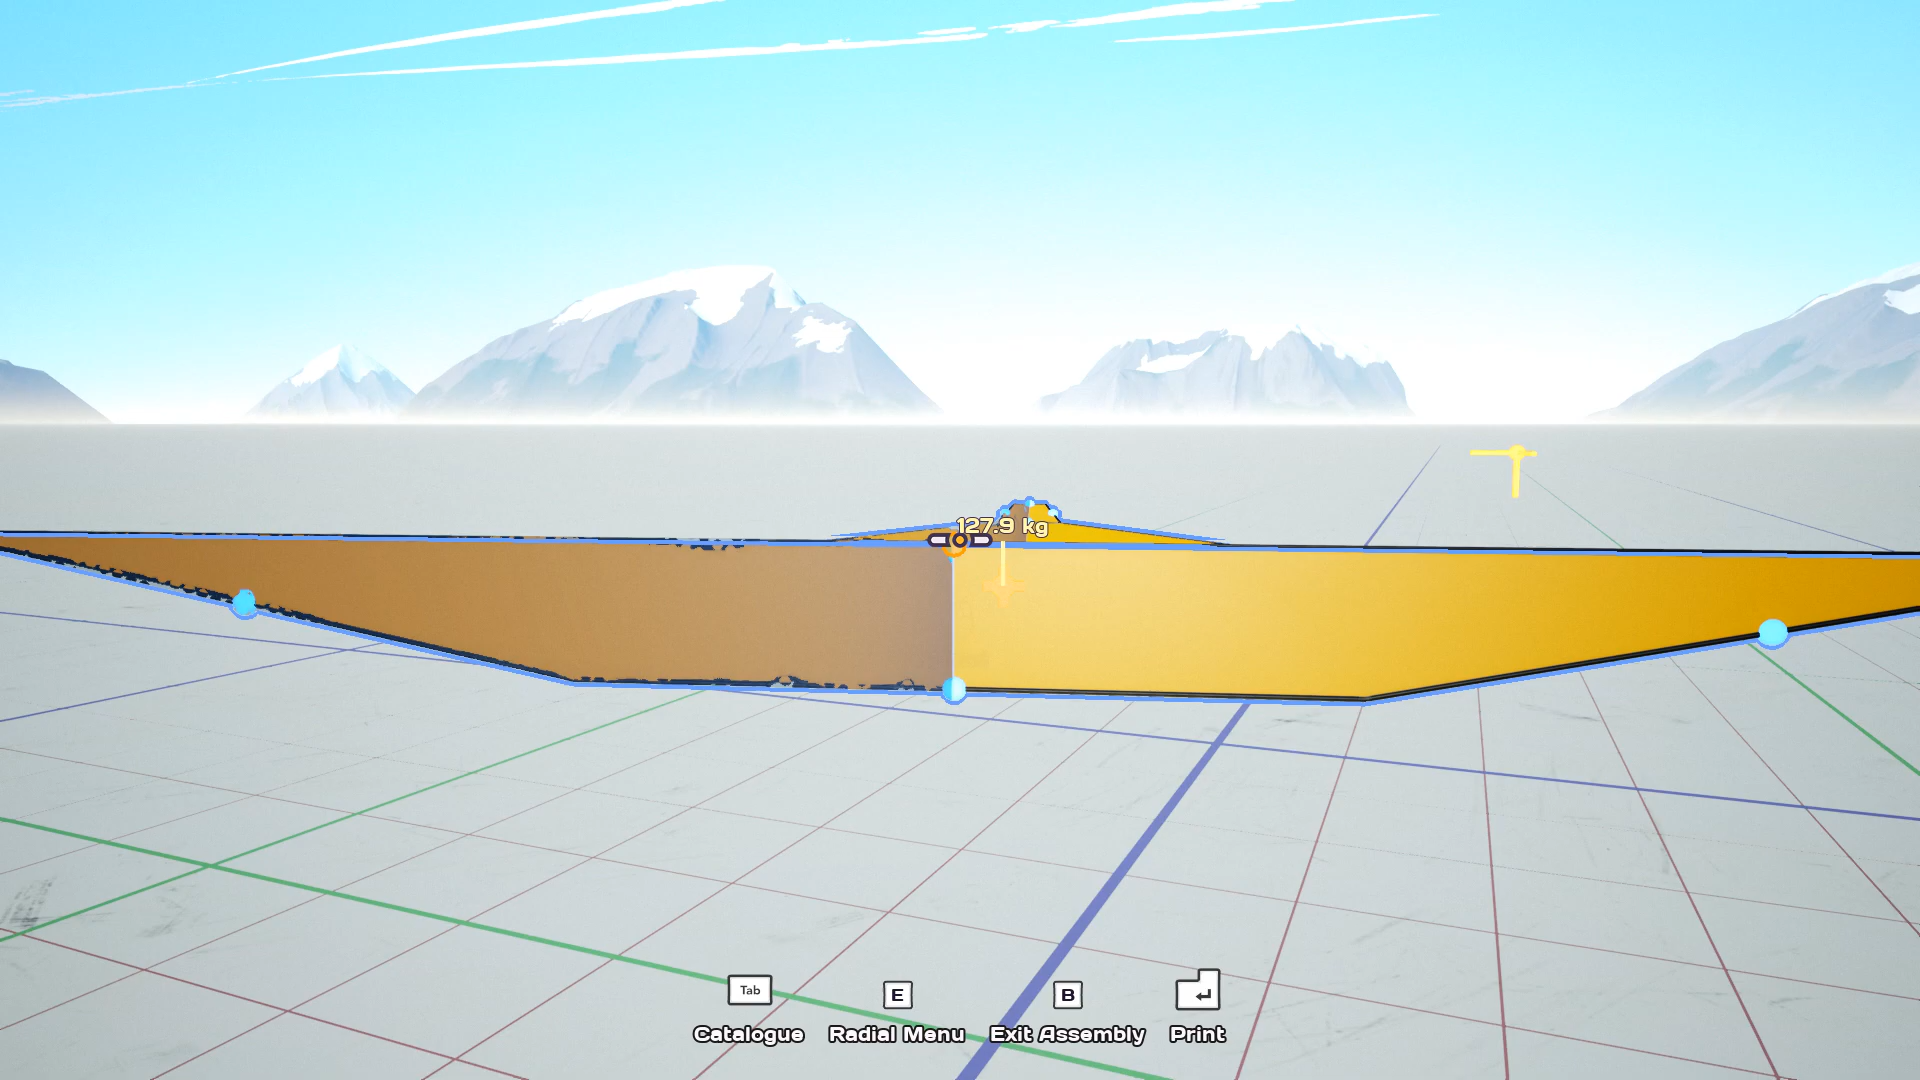 127.9 kg
Tab
E
B
Catalogue
Radial Menu
Exit Assembly
Print